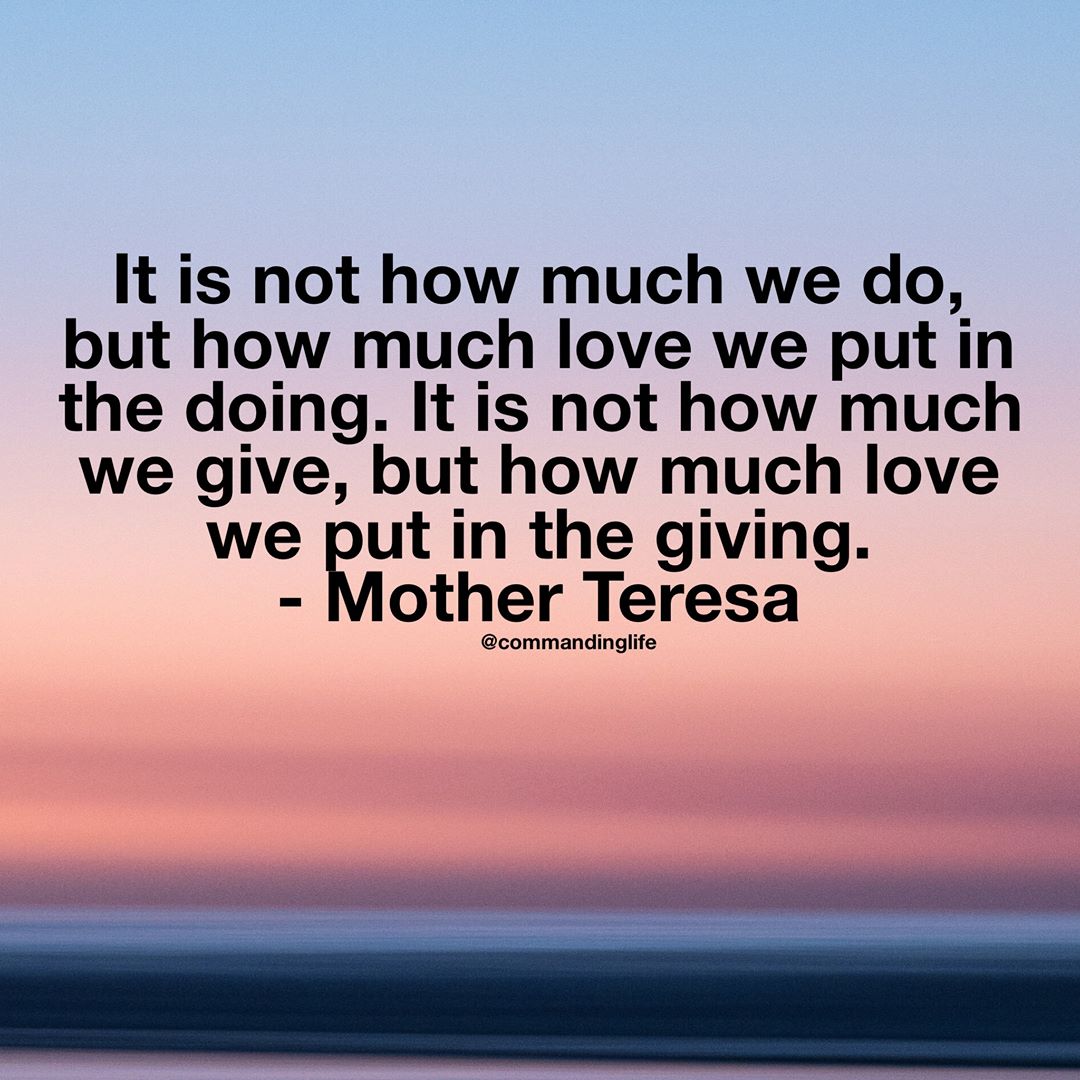 It is not how much we do,
but how much love we put in
the doing. It is not how much
we give, but how much love
we put in the giving.
- Mother Teresa
@commandinglife